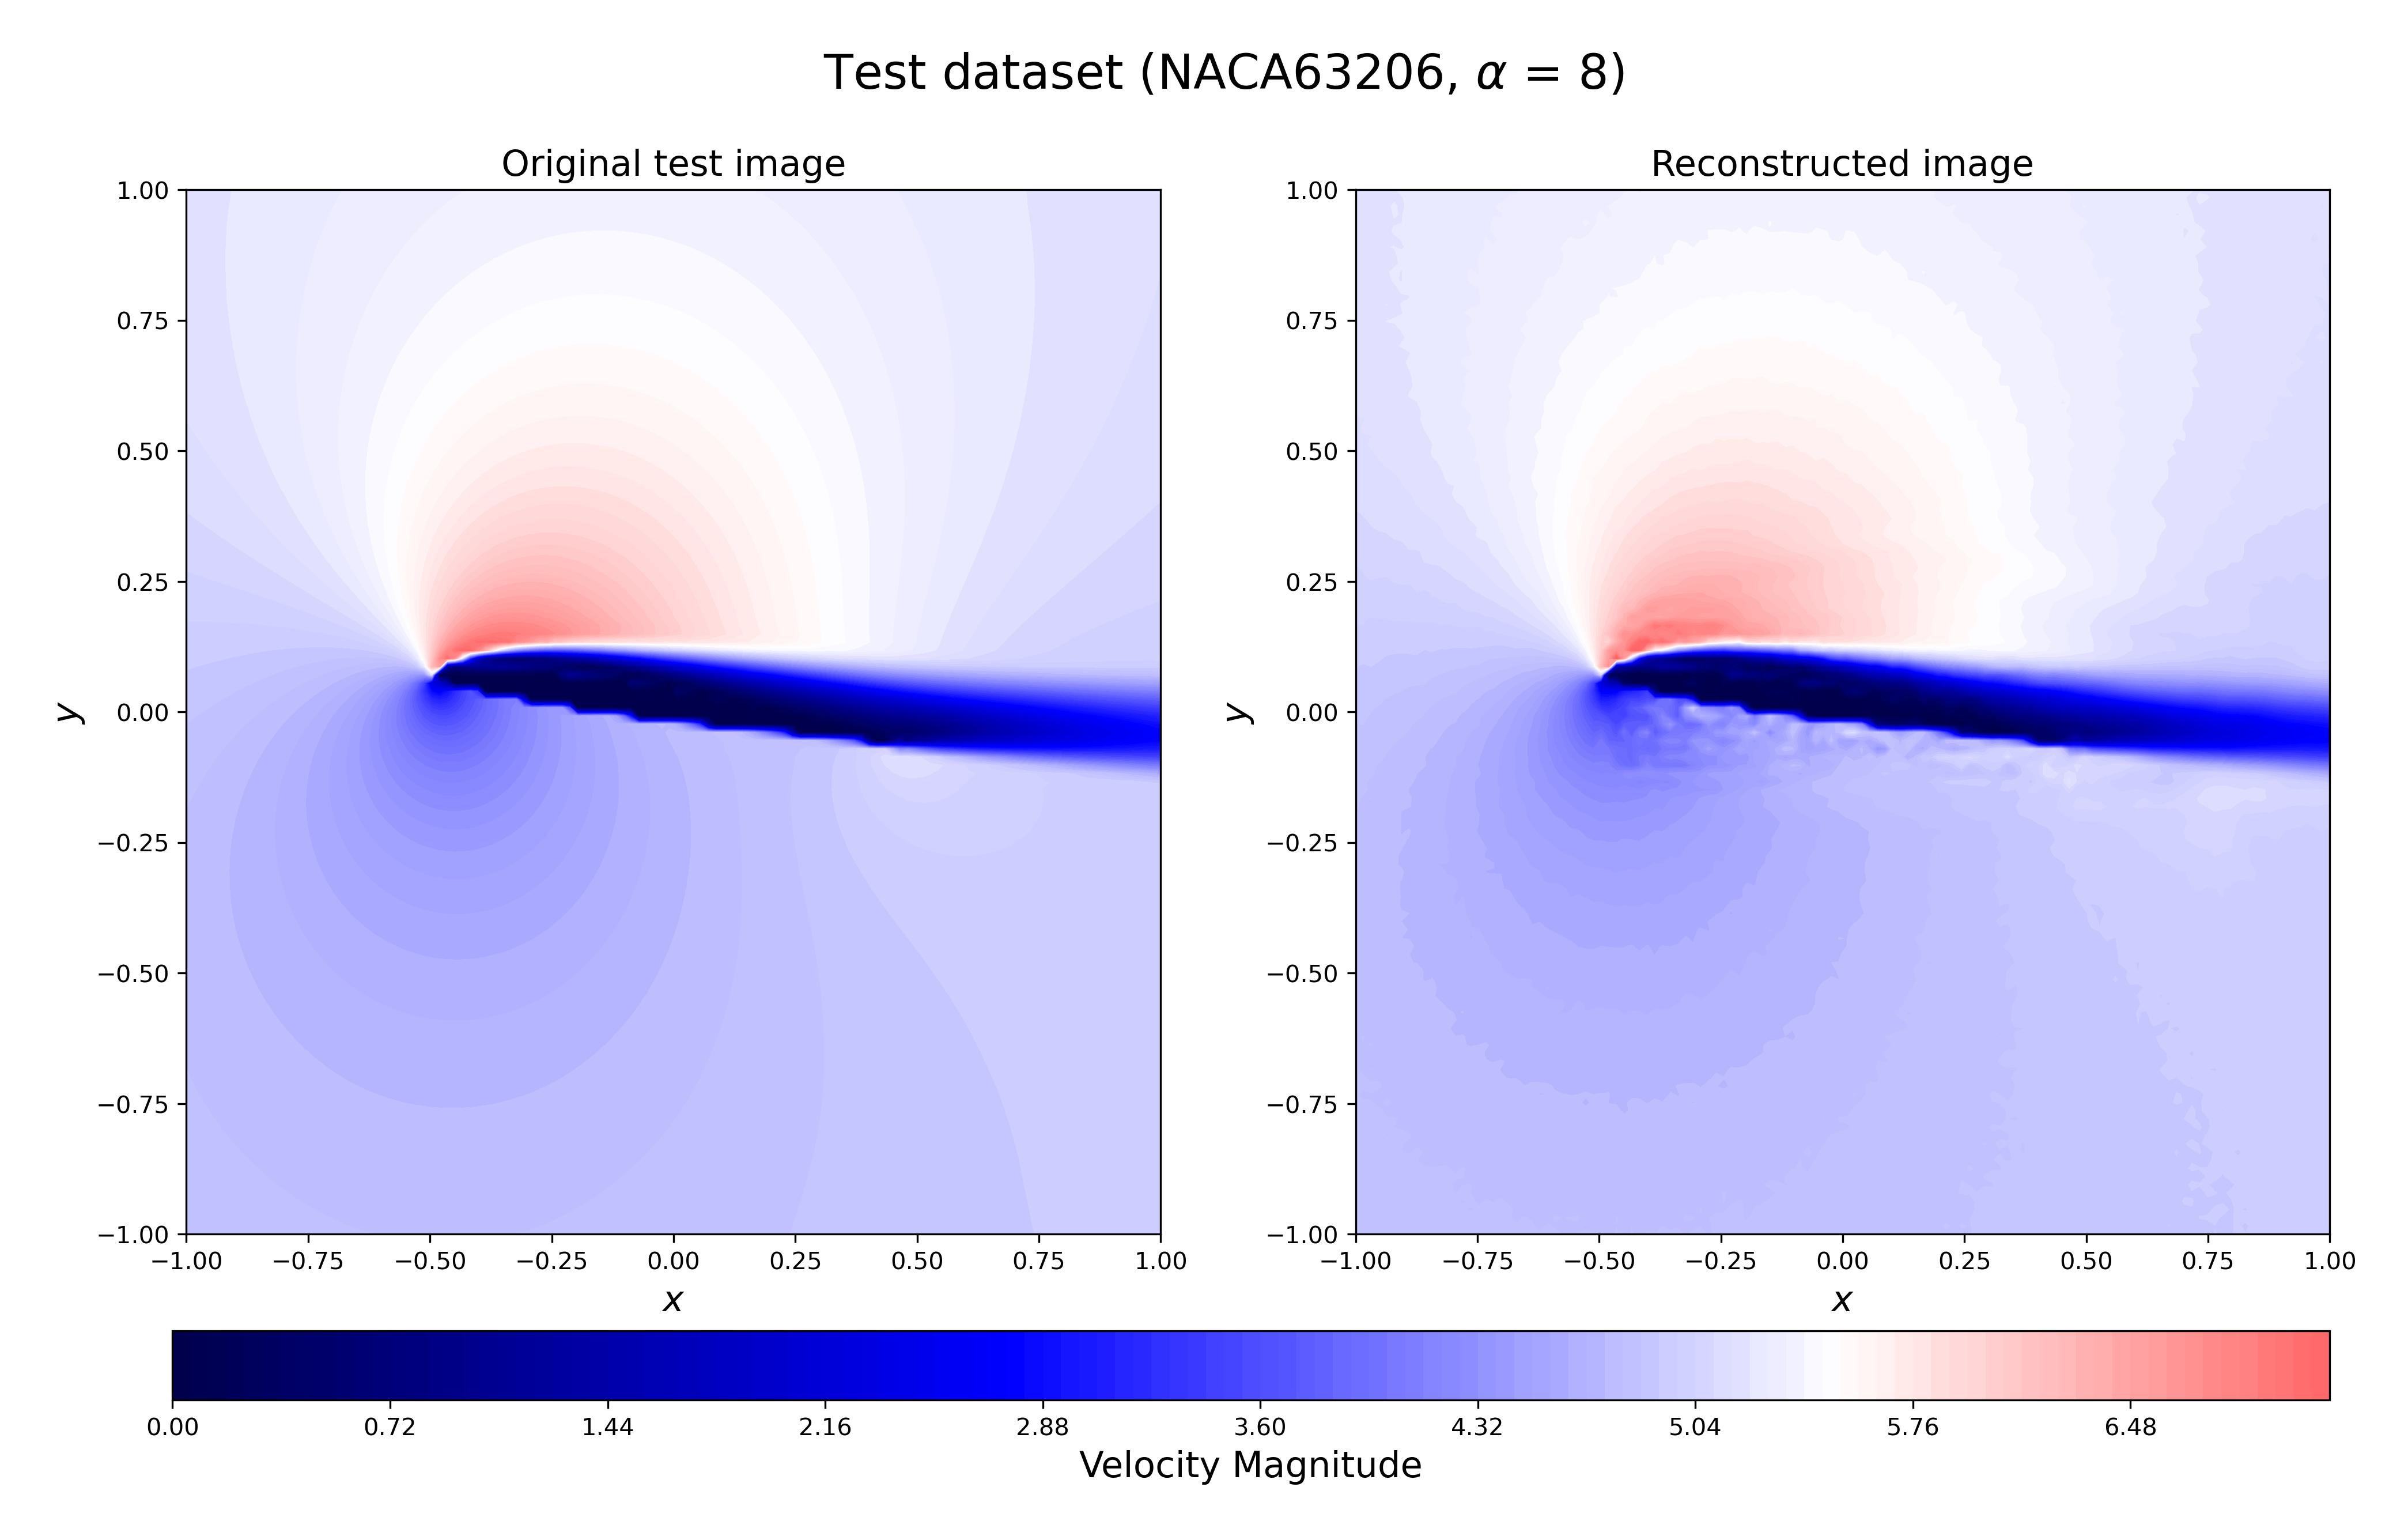 Test dataset (NACA63206, α = 8)
Original test image
Reconstructed image
1.00
0.75
0.50
0.25
0.00
−0.25
−0.50
−0.75
−1.00
y
−1.00 −0.75 −0.50 −0.25 0.00 0.25 0.50 0.75 1.00
x
1.00
0.75
0.50
0.25
0.00
−0.25
−0.50
−0.75
−1.00
y
−1.00 −0.75 −0.50 −0.25 0.00 0.25 0.50 0.75 1.00
x
0.00 0.72 1.44 2.16 2.88 3.60 4.32 5.04 5.76 6.48
Velocity Magnitude